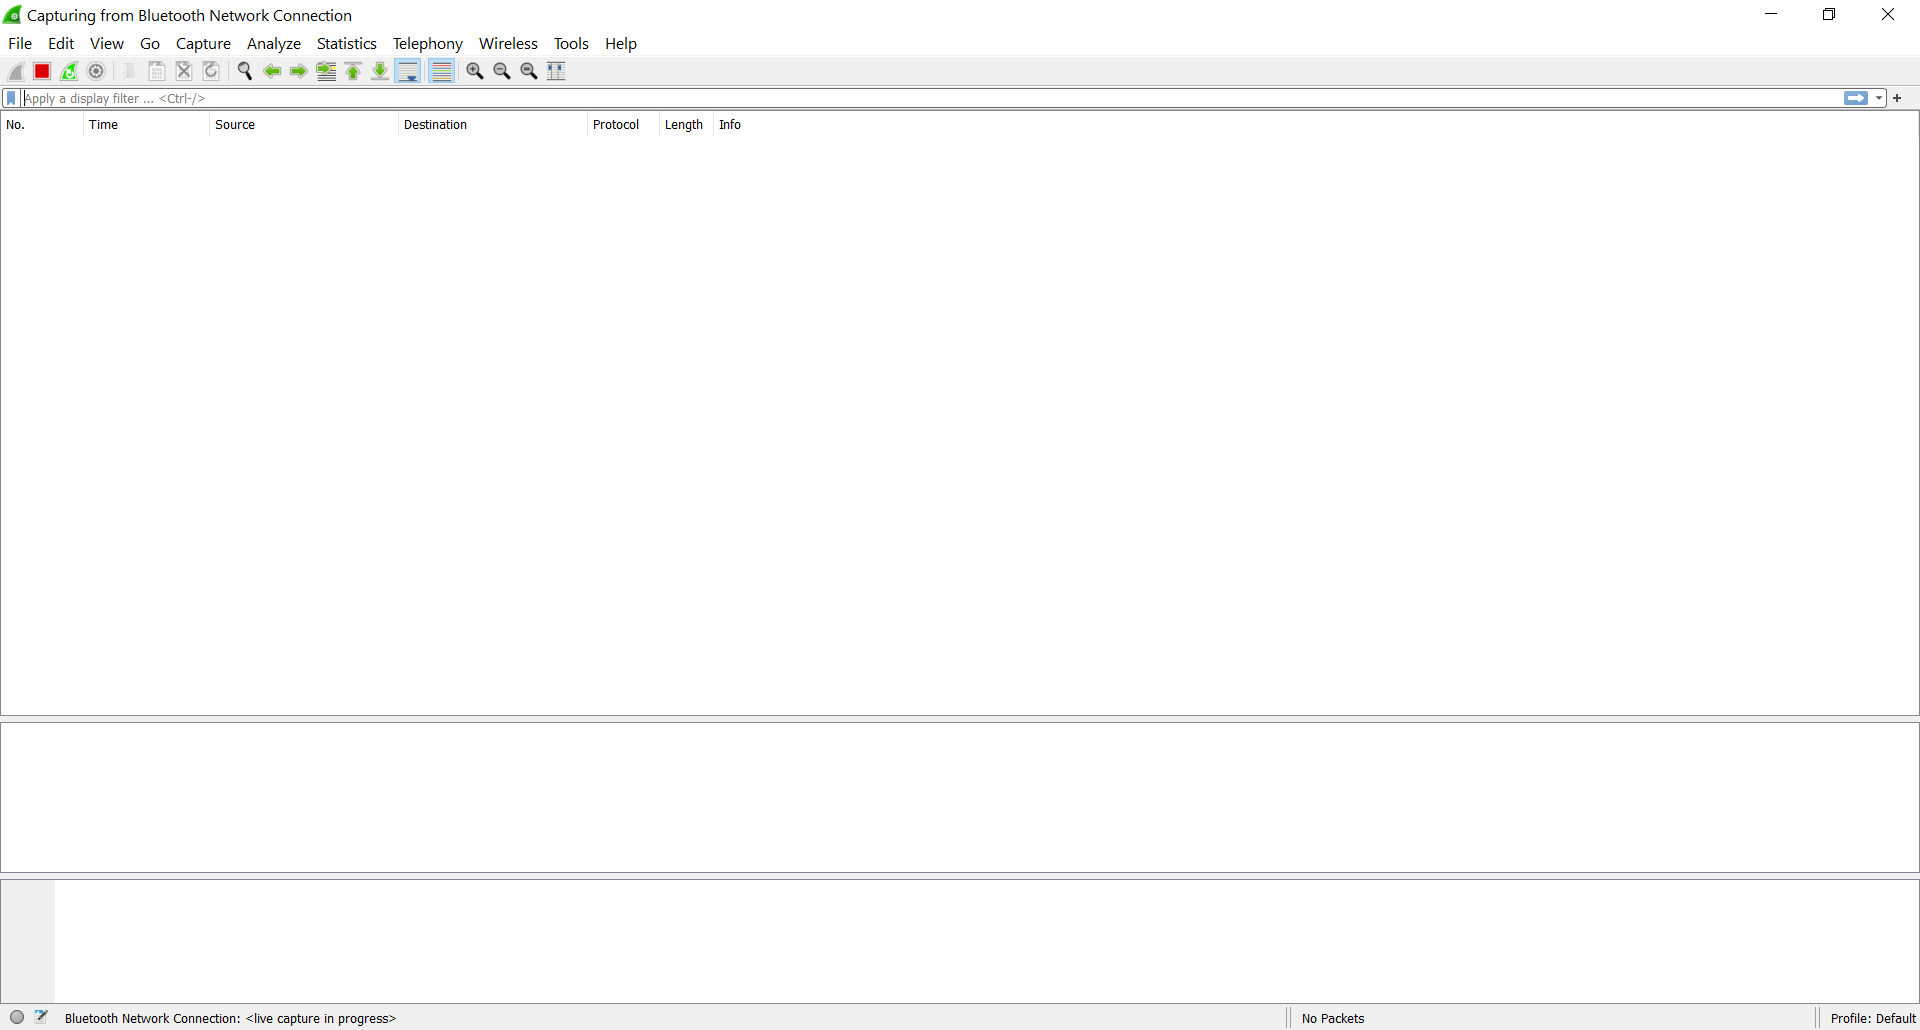 Capturing from Bluetooth Network Connection
File Edit View Go Capture Analyze Statistics Telephony Wireless Tools Help
Apply a display filter ... <Ctrl-/>
No. Time Source Destination Protocol Length Info
Bluetooth Network Connection: <live capture in progress> No Packets Profile: Default